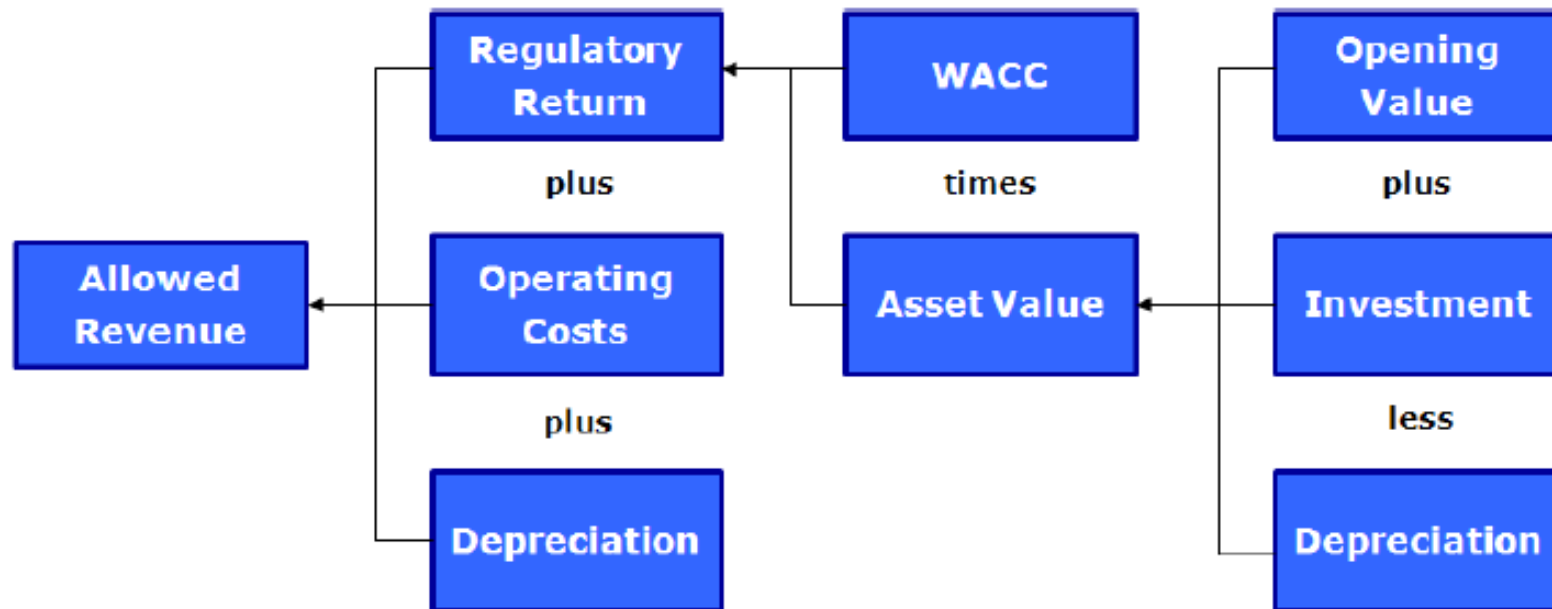 Regulatory
Return
WACC
Opening
Value
plus
times
plus
Allowed
Revenue
Operating
Costs
Asset Value
Investment
plus
less
Depreciation
Depreciation